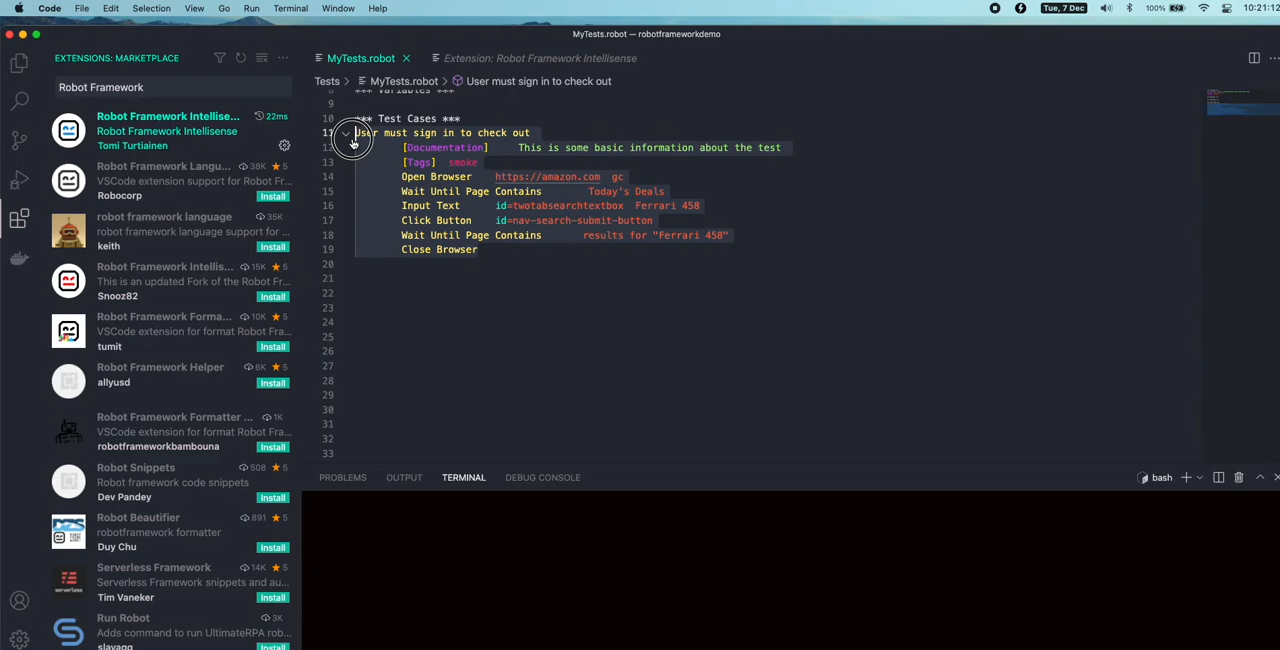 Code File Edit Selection View Go Run Terminal Window Help
100% Tue, 7 Dec 10:21:12
MyTests.robot — robotframeworkdemo
EXTENSIONS: MARKETPLACE
Robot Framework
Robot Framework Intellise... 22ms
Robot Framework Intellisense
Tomi Turtiainen
Robot Framework Langu... 38K 5
VSCode extension support for Robot Fr...
Robocorp Install
robot framework language 35K
robot framework language support for ...
keith Install
Robot Framework Intellis... 15K 5
This is an updated Fork of the Robot Fr...
Snooz82 Install
Robot Framework Forma... 10K 5
VSCode extension for format Robot Fra...
tumit Install
Robot Framework Helper 6K 5
allyusd Install
Robot Framework Formatter ... 1K
VSCode extension for format Robot Fra...
robotframeworkbambouna Install
Robot Snippets 508 5
Robot framework code snippets
Dev Pandey Install
Robot Beautifier 891 5
robotframework formatter
Duy Chu Install
Serverless Framework 14K 5
Serverless Framework snippets and au...
Tim Vaneker Install
Run Robot 3K
Adds command to run UltimateRPA rob...
slavagg Install
MyTests.robot Extension: Robot Framework Intellisense
Tests > MyTests.robot > User must sign in to check out
*** Variables ***
9
10 *** Test Cases ***
11 User must sign in to check out
12 [Documentation] This is some basic information about the test
13 [Tags] smoke
14 Open Browser https://amazon.com gc
15 Wait Until Page Contains Today's Deals
16 Input Text id=twotabsearchtextbox Ferrari 458
17 Click Button id=nav-search-submit-button
18 Wait Until Page Contains results for "Ferrari 458"
19 Close Browser
20
21
22
23
24
25
26
27
28
29
30
31
32
33
PROBLEMS OUTPUT TERMINAL DEBUG CONSOLE bash